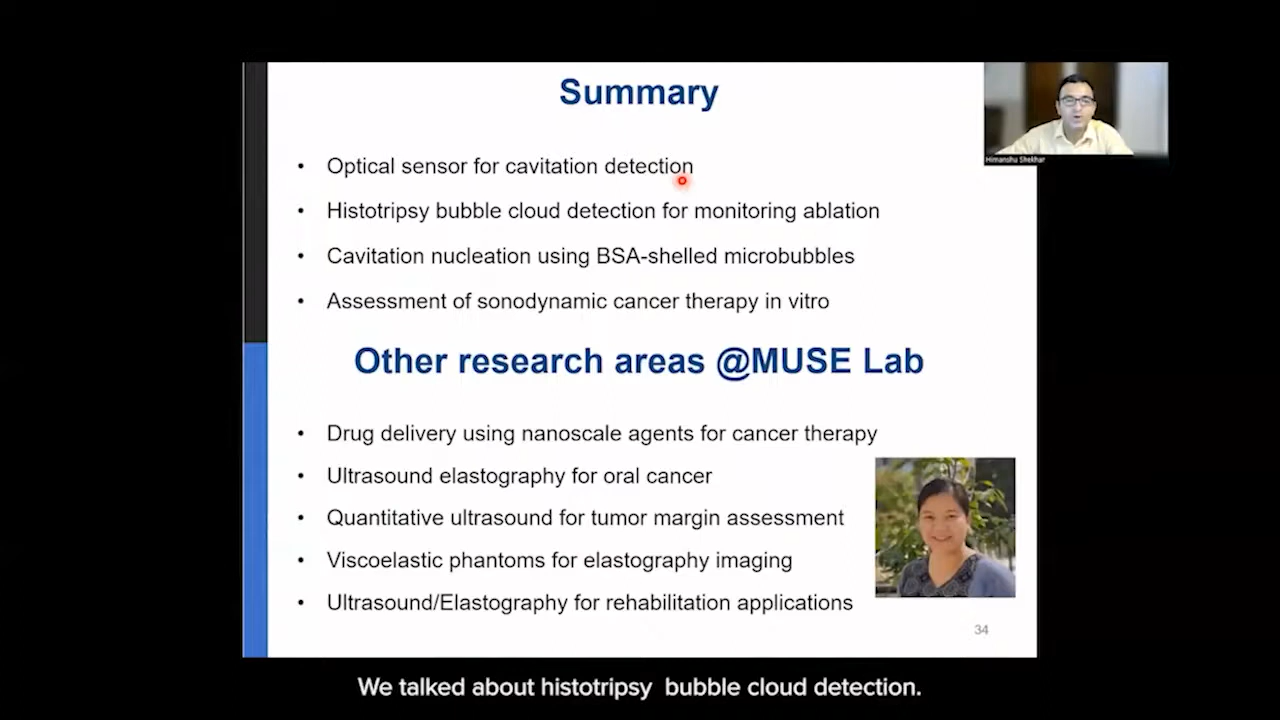 Summary
Himanshu Shekhar
• Optical sensor for cavitation detection
• Histotripsy bubble cloud detection for monitoring ablation
• Cavitation nucleation using BSA-shelled microbubbles
• Assessment of sonodynamic cancer therapy in vitro
Other research areas @MUSE Lab
• Drug delivery using nanoscale agents for cancer therapy
• Ultrasound elastography for oral cancer
• Quantitative ultrasound for tumor margin assessment
• Viscoelastic phantoms for elastography imaging
• Ultrasound/Elastography for rehabilitation applications
34
We talked about histotripsy bubble cloud detection.